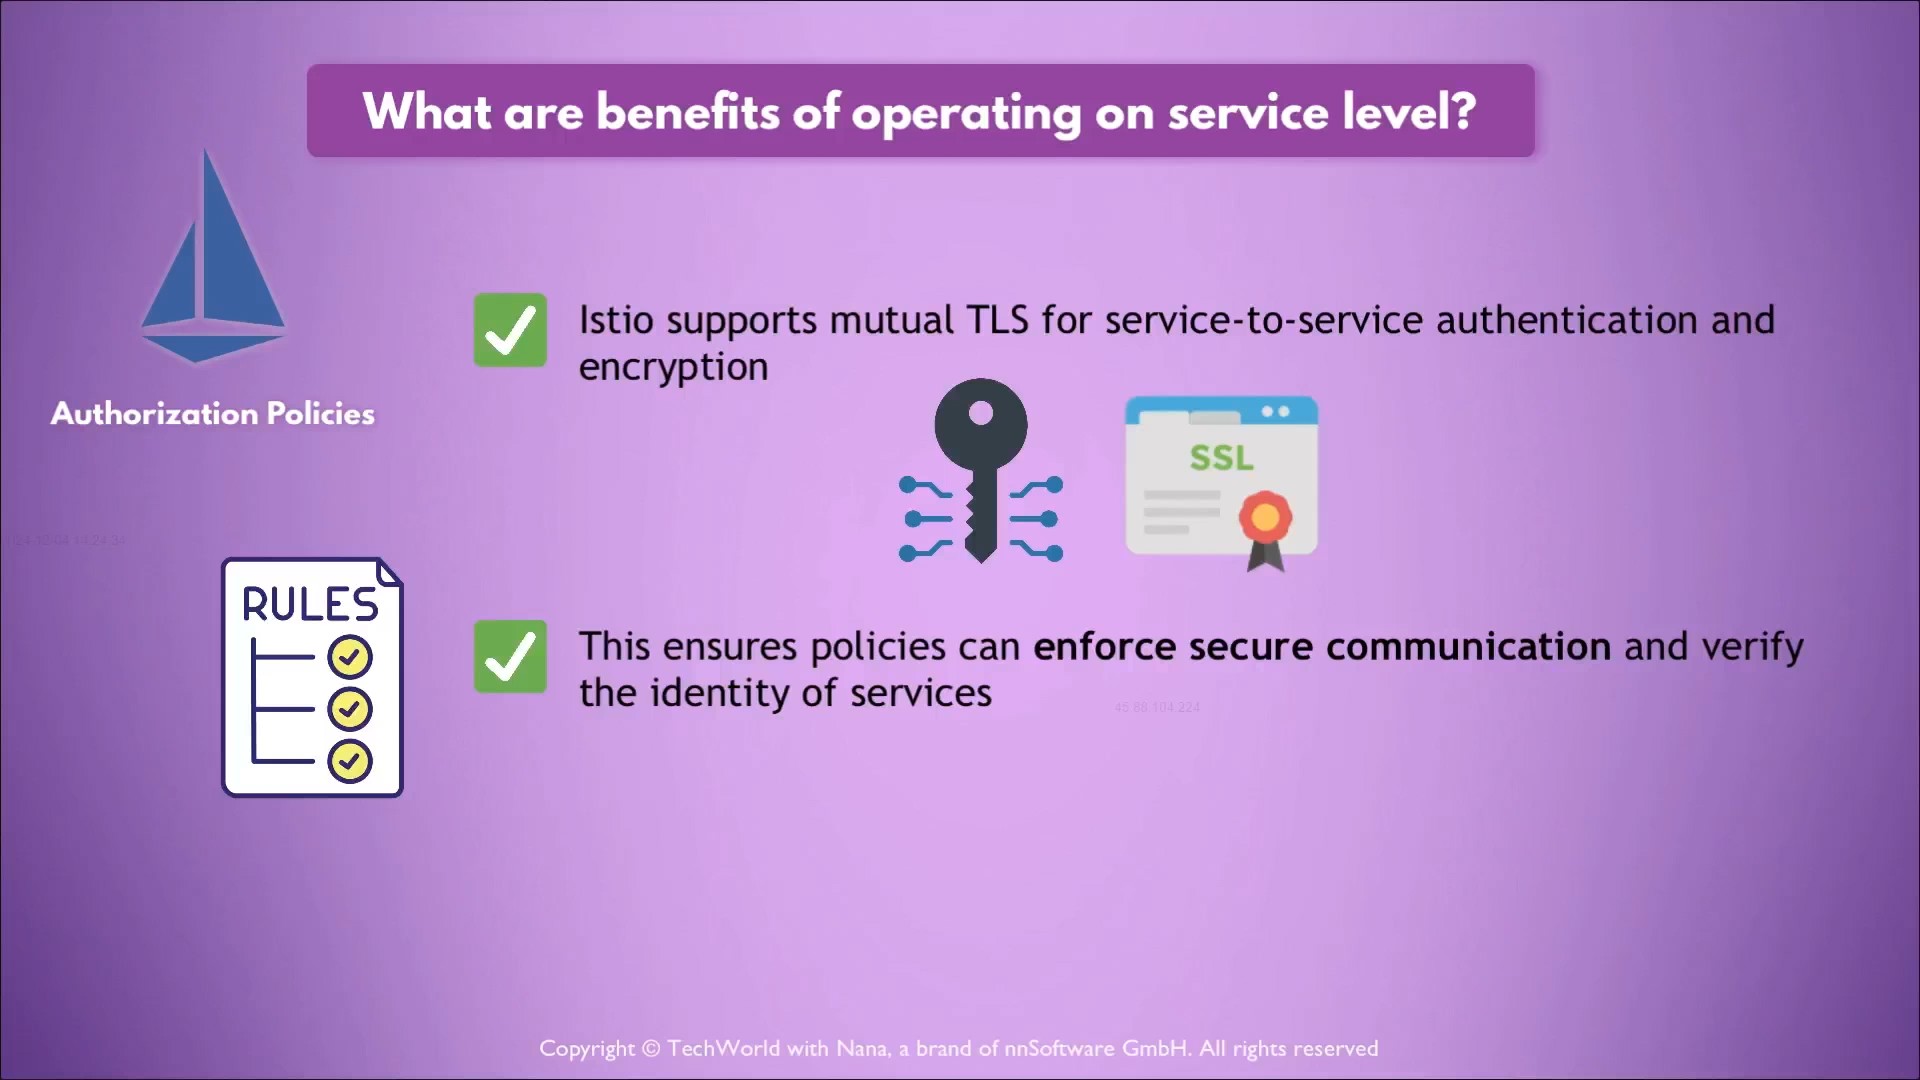 What are benefits of operating on service level?
Authorization Policies
Istio supports mutual TLS for service-to-service authentication and
encryption
SSL
RULES
This ensures policies can enforce secure communication and verify
the identity of services
45.88.104.224
Copyright © TechWorld with Nana, a brand of nnSoftware GmbH. All rights reserved